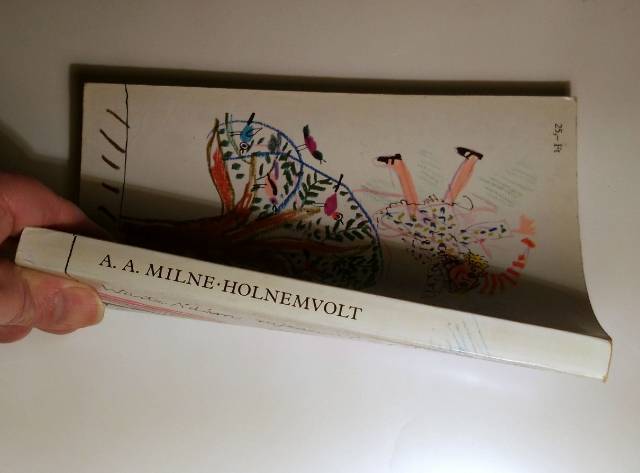 A. A. MILNE·HOLNEMVOLT
25,- Ft